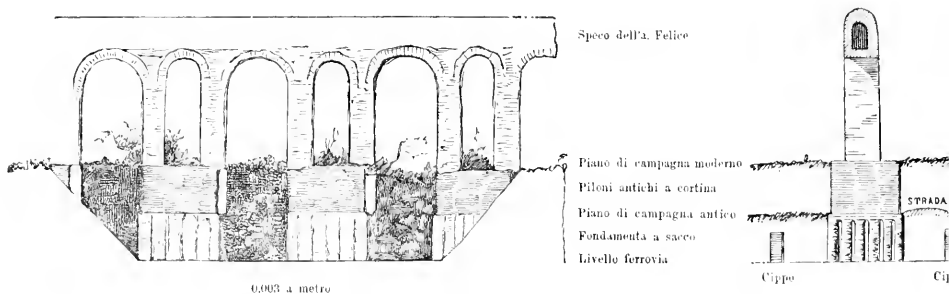 Speco dell'a. Felice
Piano di campagna moderno
Piloni antichi a cortina
STRADA
Piano di campagna antico
Fondamenta a sacco
Livello ferrovia
Cippo
Cip
0,003 a metro